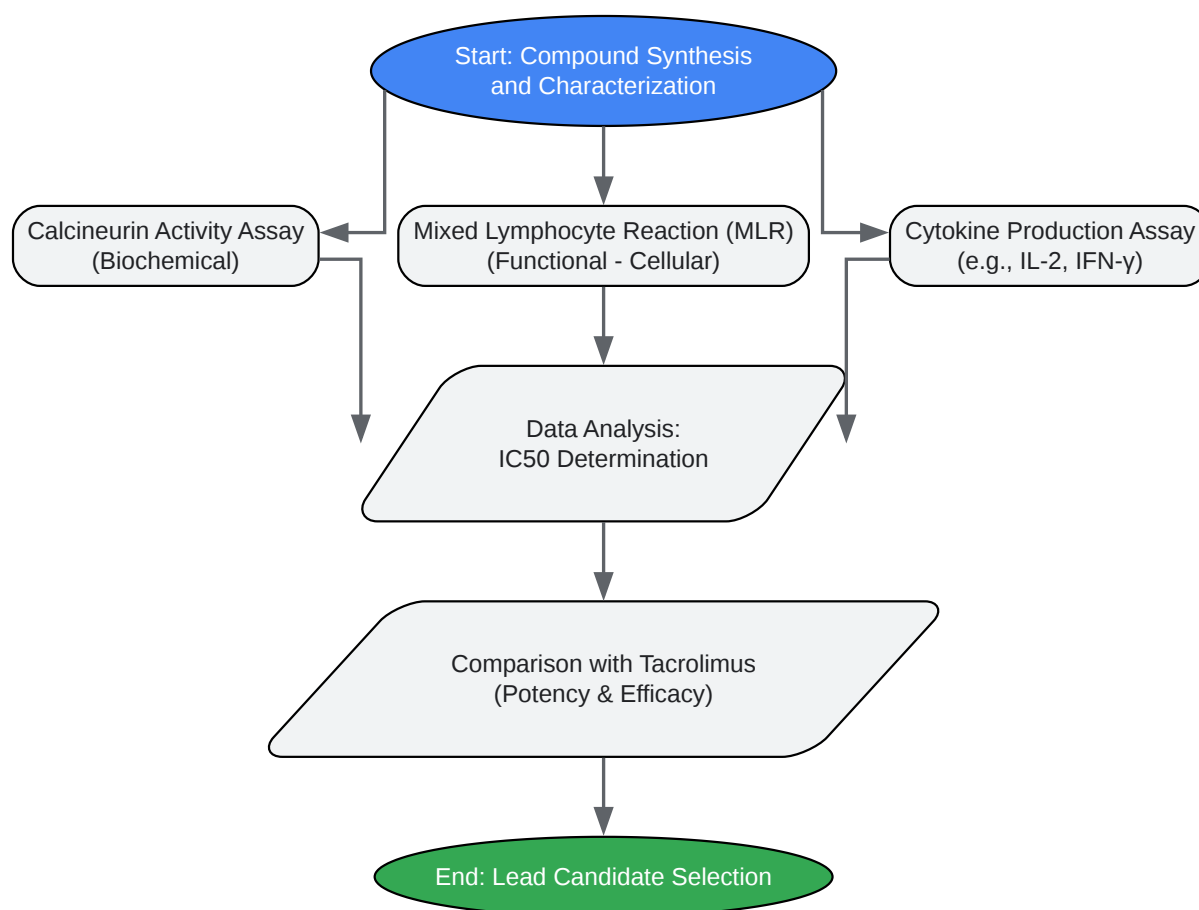 Start: Compound Synthesis
and Characterization
Calcineurin Activity Assay
(Biochemical)
Mixed Lymphocyte Reaction (MLR)
(Functional - Cellular)
Cytokine Production Assay
(e.g., IL-2, IFN-γ)
Data Analysis:
IC50 Determination
Comparison with Tacrolimus
(Potency & Efficacy)
End: Lead Candidate Selection